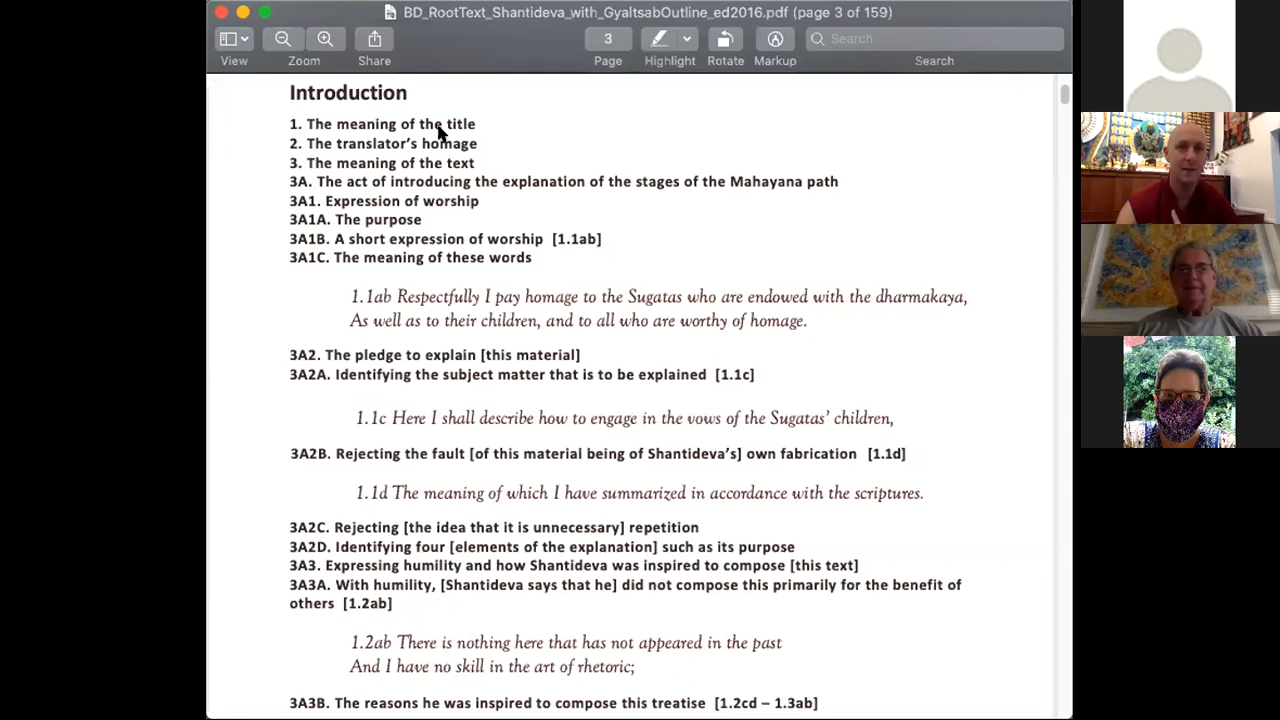 BD_RootText_Shantideva_with_GyaltsabOutline_ed2016.pdf (page 3 of 159)
3
Search
View
Zoom
Share
Page
Highlight
Rotate
Markup
Search
Introduction
1. The meaning of the title
2. The translator's homage
3. The meaning of the text
3A. The act of introducing the explanation of the stages of the Mahayana path
3A1. Expression of worship
3A1A. The purpose
3A1B. A short expression of worship [1.1ab]
3A1C. The meaning of these words
1.1ab Respectfully I pay homage to the Sugatas who are endowed with the dharmakaya,
As well as to their children, and to all who are worthy of homage.
3A2. The pledge to explain [this material]
3A2A. Identifying the subject matter that is to be explained [1.1c]
1.1c Here I shall describe how to engage in the vows of the Sugatas' children,
3A2B. Rejecting the fault [of this material being of Shantideva's] own fabrication [1.1d]
1.1d The meaning of which I have summarized in accordance with the scriptures.
3A2C. Rejecting [the idea that it is unnecessary] repetition
3A2D. Identifying four [elements of the explanation] such as its purpose
3A3. Expressing humility and how Shantideva was inspired to compose [this text]
3A3A. With humility, [Shantideva says that he] did not compose this primarily for the benefit of
others [1.2ab]
1.2ab There is nothing here that has not appeared in the past
And I have no skill in the art of rhetoric;
3A3B. The reasons he was inspired to compose this treatise [1.2cd – 1.3ab]